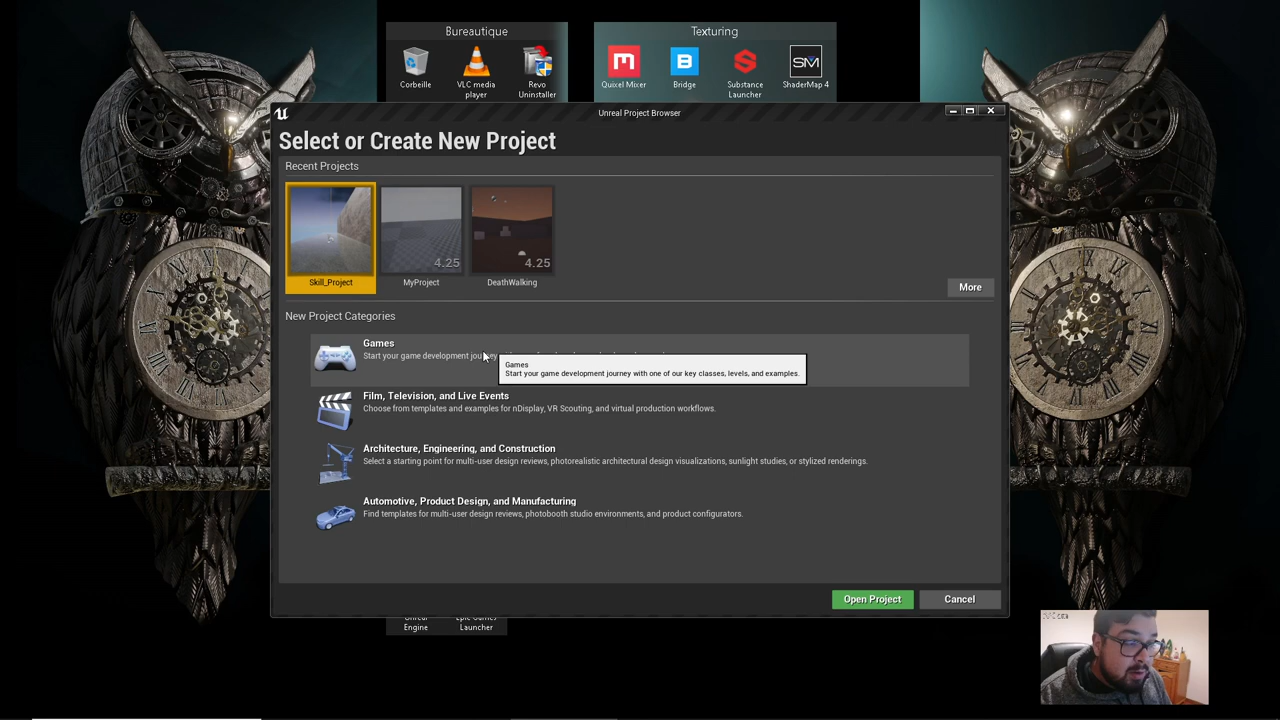 Bureautique
Texturing
Corbeille
VLC media
player
Revo
Uninstaller
M
Quixel Mixer
B
Bridge
Substance
Launcher
SM
ShaderMap 4
Unreal Project Browser
Select or Create New Project
Recent Projects
4.25
4.25
Skill_Project
MyProject
DeathWalking
More
New Project Categories
Games
Start your game development journey
Games
Start your game development journey with one of our key classes, levels, and examples.
Film, Television, and Live Events
Choose from templates and examples for nDisplay, VR Scouting, and virtual production workflows.
Architecture, Engineering, and Construction
Select a starting point for multi-user design reviews, photorealistic architectural design visualizations, sunlight studies, or stylized renderings.
Automotive, Product Design, and Manufacturing
Find templates for multi-user design reviews, photobooth studio environments, and product configurators.
Open Project
Cancel
Unreal
Engine
Epic Games
Launcher